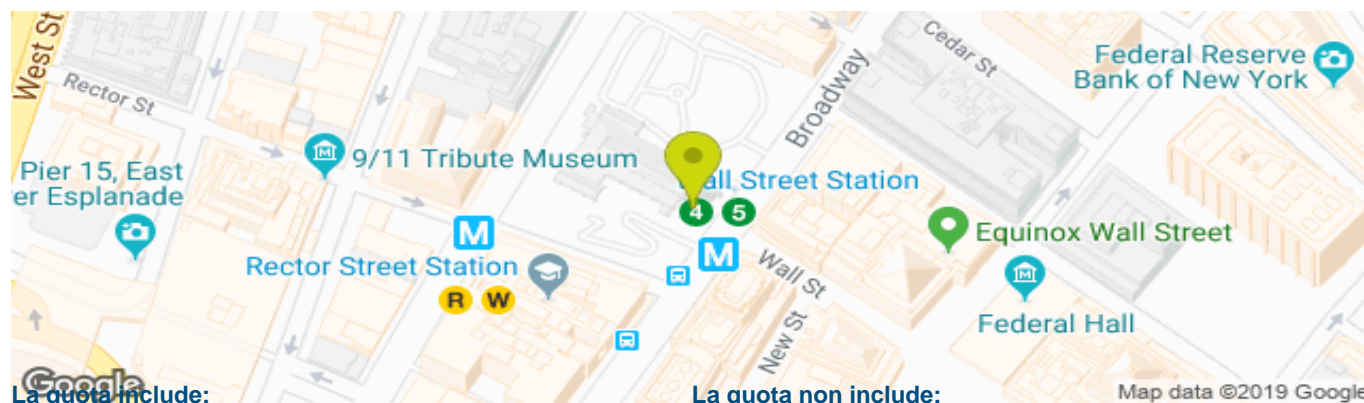 West St
Rector St
Pier 15, East
er Esplanade
9/11 Tribute Museum
M
Rector Street Station
R W
Broadway
Cedar St
Federal Reserve
Bank of New York
all Street Station
4 5
M
Wall St
New St
Equinox Wall Street
Federal Hall
Google
Map data ©2019 Google
La quota include:
La quota non include: